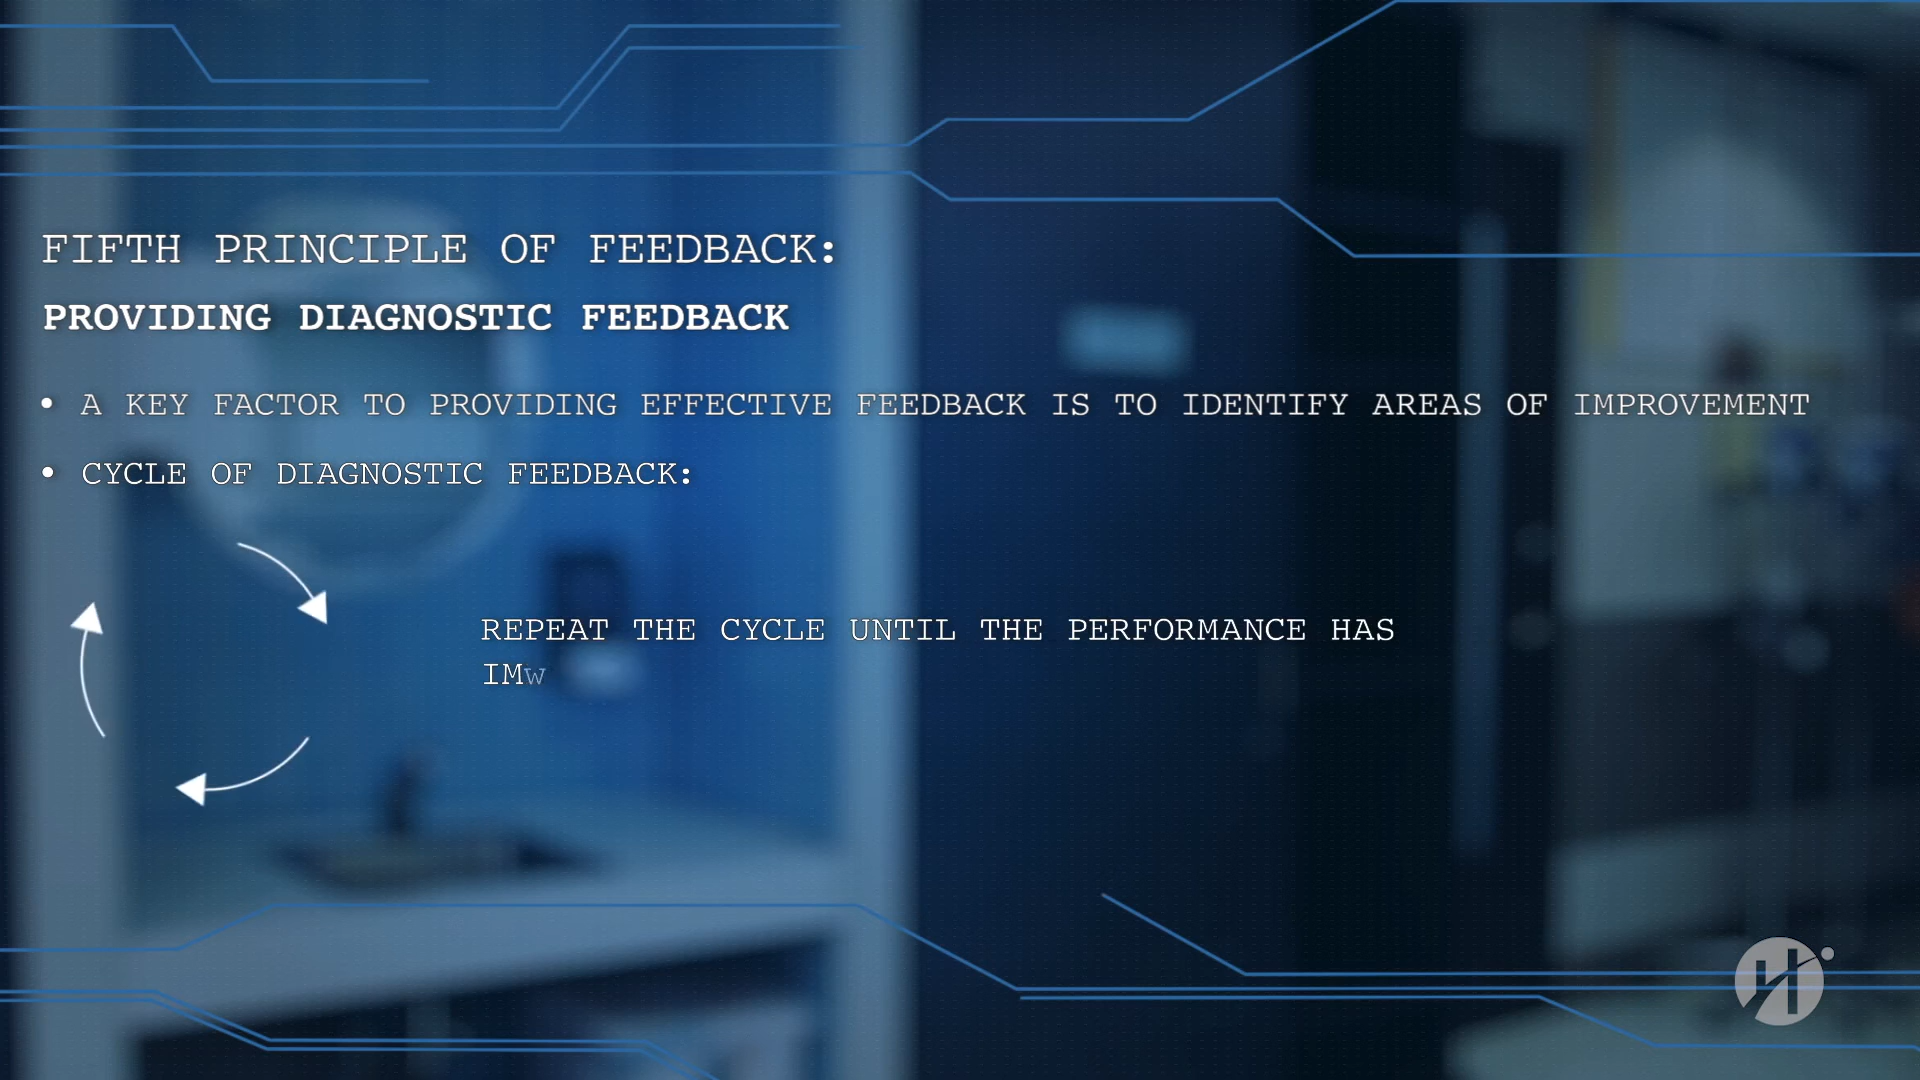 FIFTH PRINCIPLE OF FEEDBACK:
PROVIDING DIAGNOSTIC FEEDBACK
• A KEY FACTOR TO PROVIDING EFFECTIVE FEEDBACK IS TO IDENTIFY AREAS OF IMPROVEMENT
• CYCLE OF DIAGNOSTIC FEEDBACK:
REPEAT THE CYCLE UNTIL THE PERFORMANCE HAS
IMW